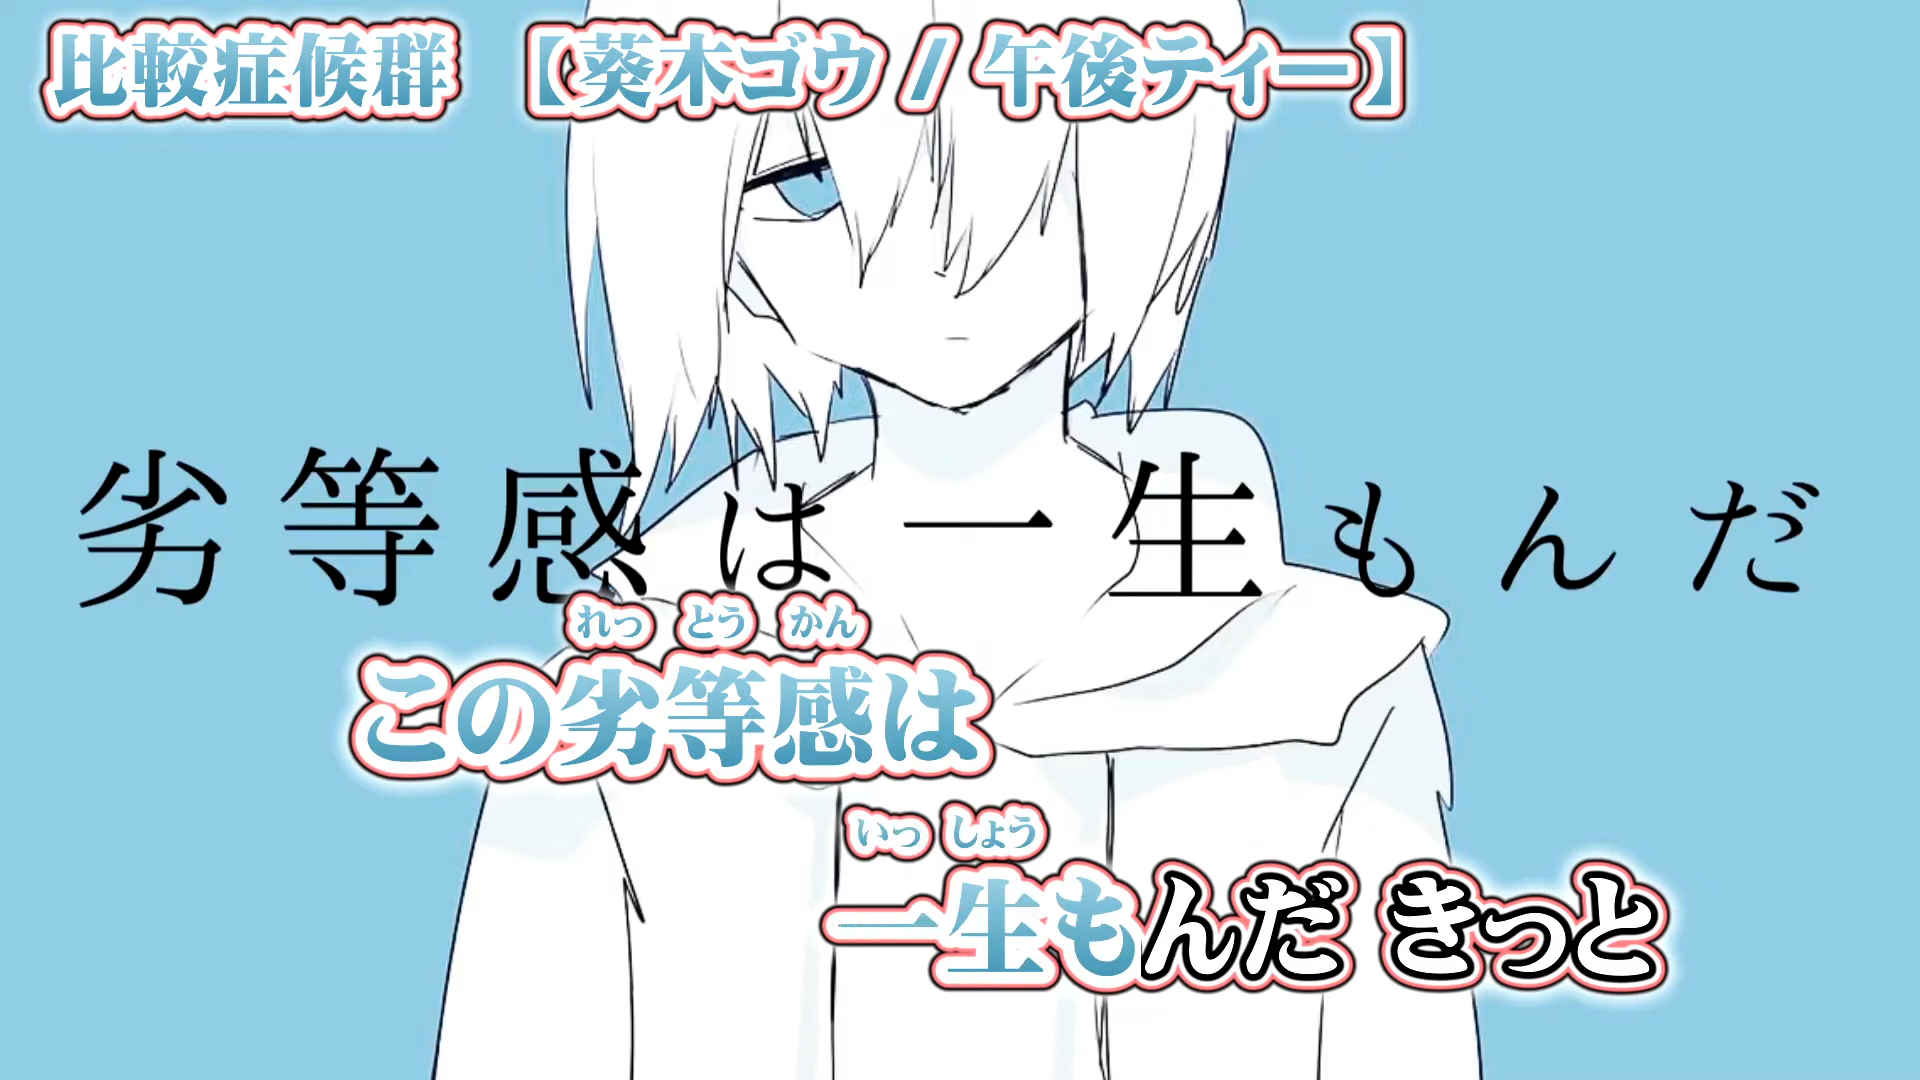 比較症候群 【葵木ゴウ / 午後ティー】
劣等感は一生もんだ
れっ とう かん
この劣等感は
いっ しょう
一生もんだ きっと